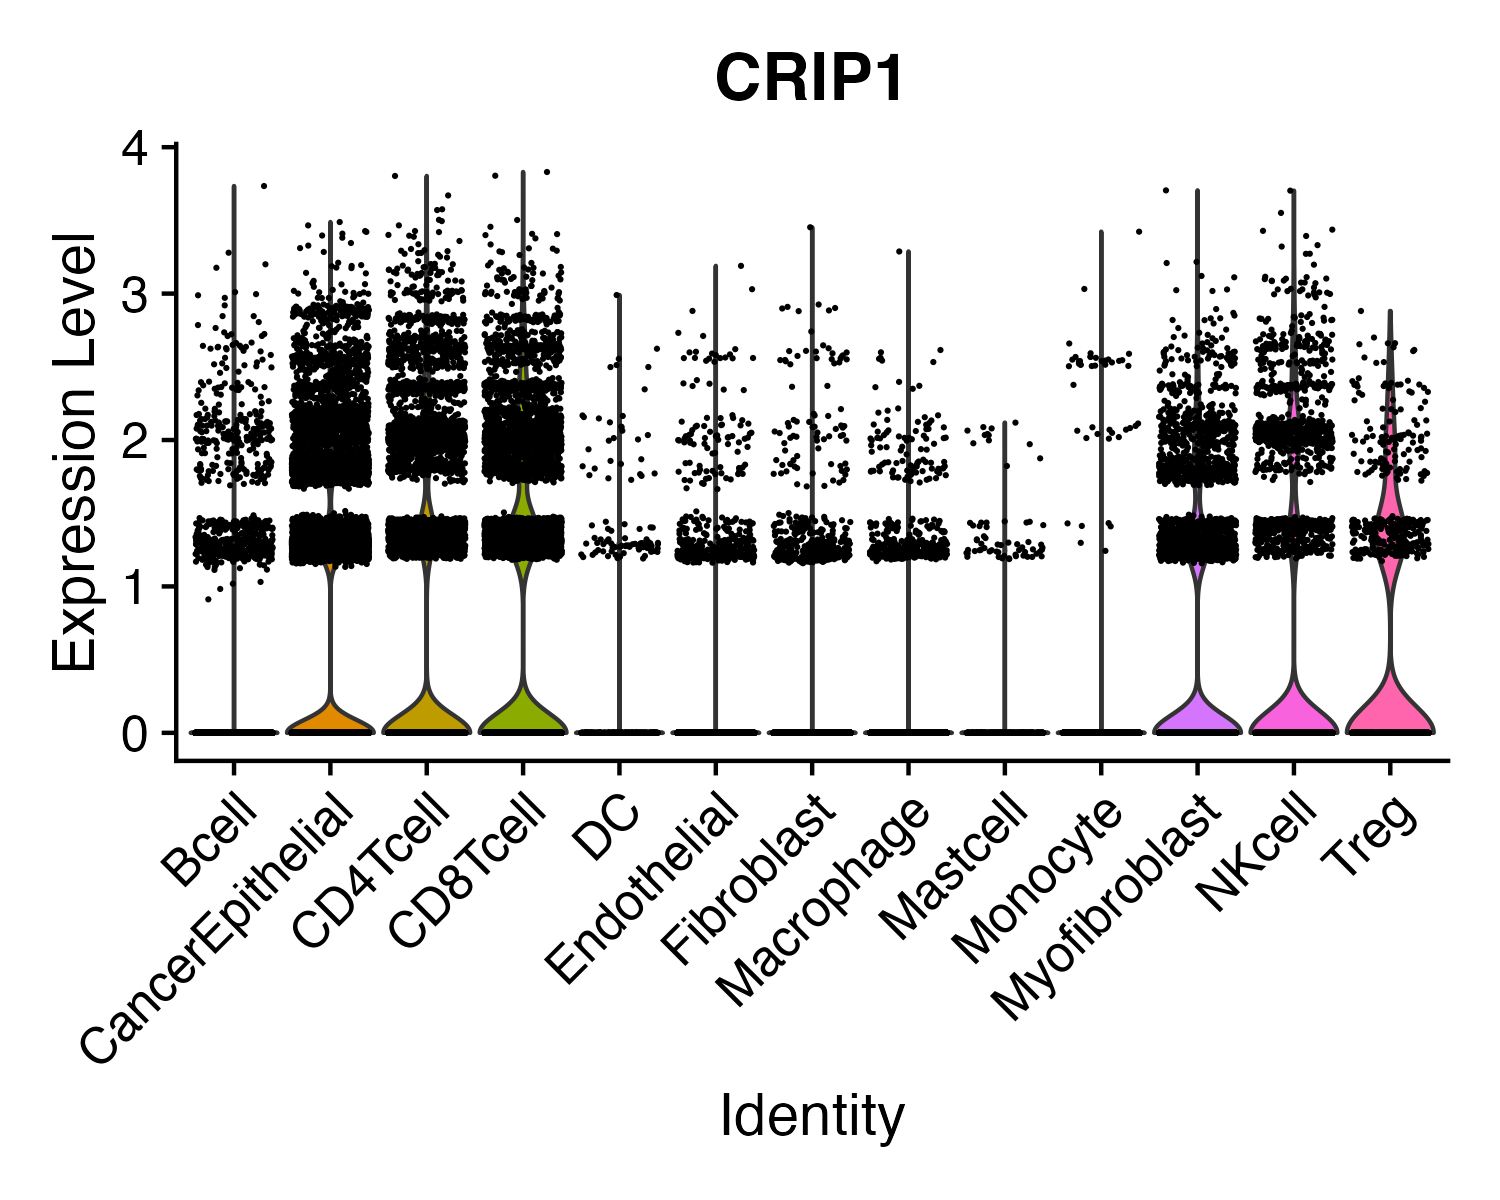 CRIP1
Expression Level
4
3
2
1
0
Bcell
CancerEpithelial
CD4Tcell
CD8Tcell
DC
Endothelial
Fibroblast
Macrophage
Mastcell
Monocyte
Myofibroblast
NKcell
Treg
Identity